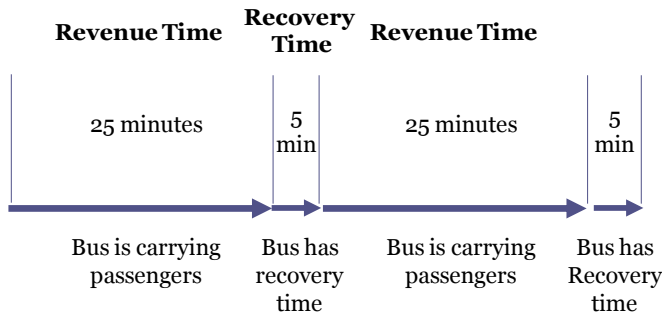 Revenue Time
Recovery
Time
Revenue Time
25 minutes
5
min
25 minutes
5
min
Bus is carrying
passengers
Bus has
recovery
time
Bus is carrying
passengers
Bus has
Recovery
time